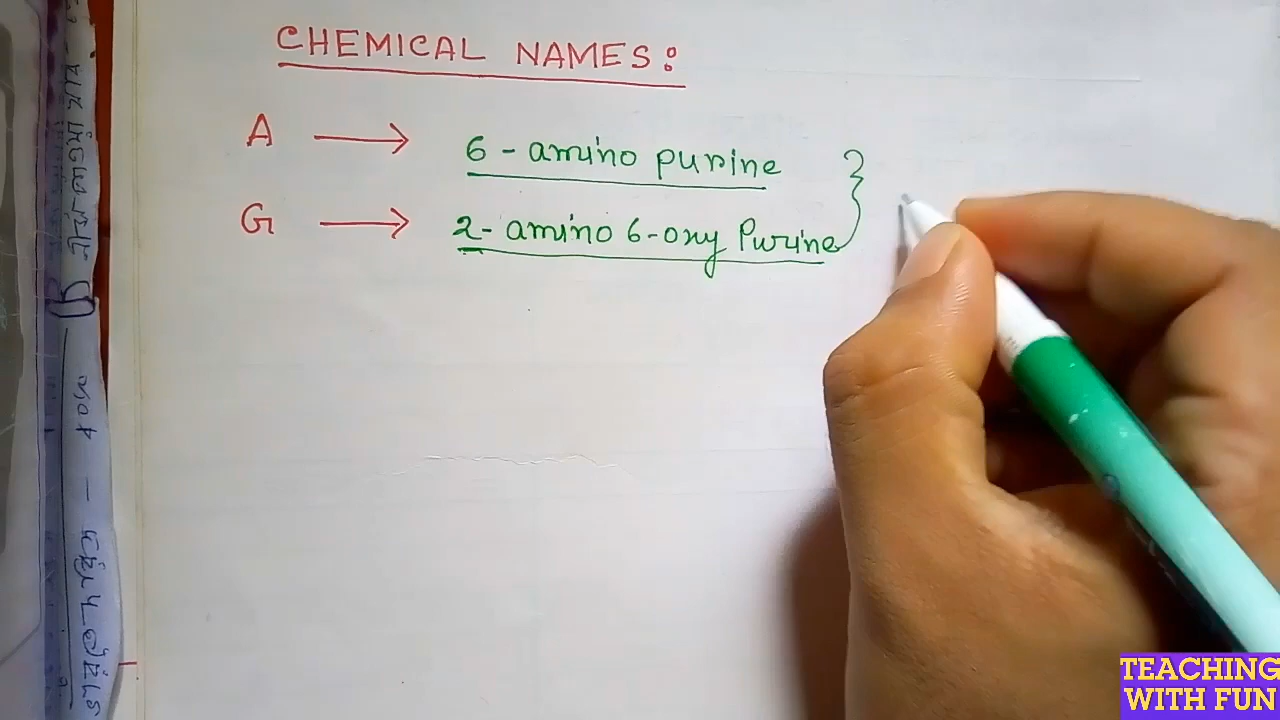 CHEMICAL NAMES:
A → 6 - amino purine
G → 2- amino 6-oxy Purine
TEACHING
WITH FUN